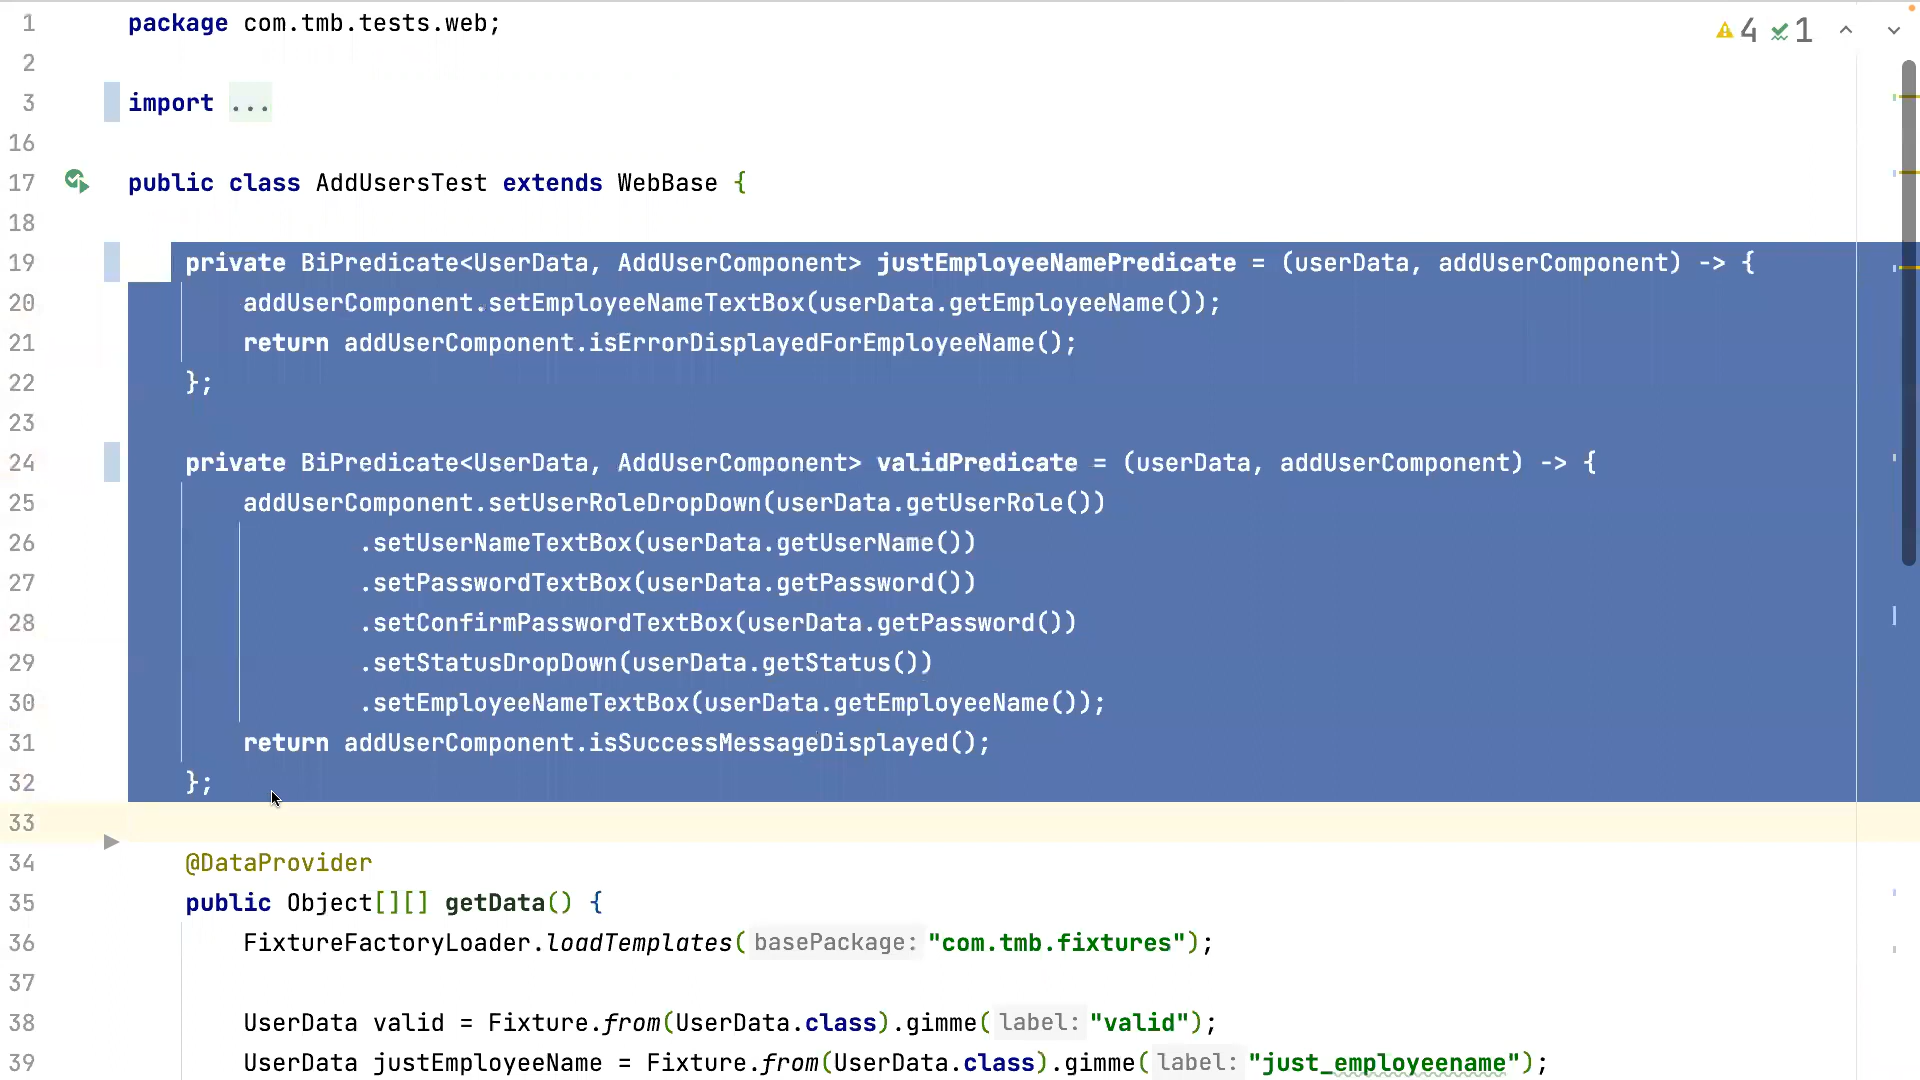 1 package com.tmb.tests.web;
4 1
2
3 import ...
16
17 public class AddUsersTest extends WebBase {
18
19 private BiPredicate<UserData, AddUserComponent> justEmployeeNamePredicate = (userData, addUserComponent) -> {
20 addUserComponent.setEmployeeNameTextBox(userData.getEmployeeName());
21 return addUserComponent.isErrorDisplayedForEmployeeName();
22 };
23
24 private BiPredicate<UserData, AddUserComponent> validPredicate = (userData, addUserComponent) -> {
25 addUserComponent.setUserRoleDropDown(userData.getUserRole())
26 .setUserNameTextBox(userData.getUserName())
27 .setPasswordTextBox(userData.getPassword())
28 .setConfirmPasswordTextBox(userData.getPassword())
29 .setStatusDropDown(userData.getStatus())
30 .setEmployeeNameTextBox(userData.getEmployeeName());
31 return addUserComponent.isSuccessMessageDisplayed();
32 };
33
34 @DataProvider
35 public Object[][] getData() {
36 FixtureFactoryLoader.loadTemplates( basePackage: "com.tmb.fixtures");
37
38 UserData valid = Fixture.from(UserData.class).gimme( label: "valid");
39 UserData justEmployeeName = Fixture.from(UserData.class).gimme( label: "just_employeename");